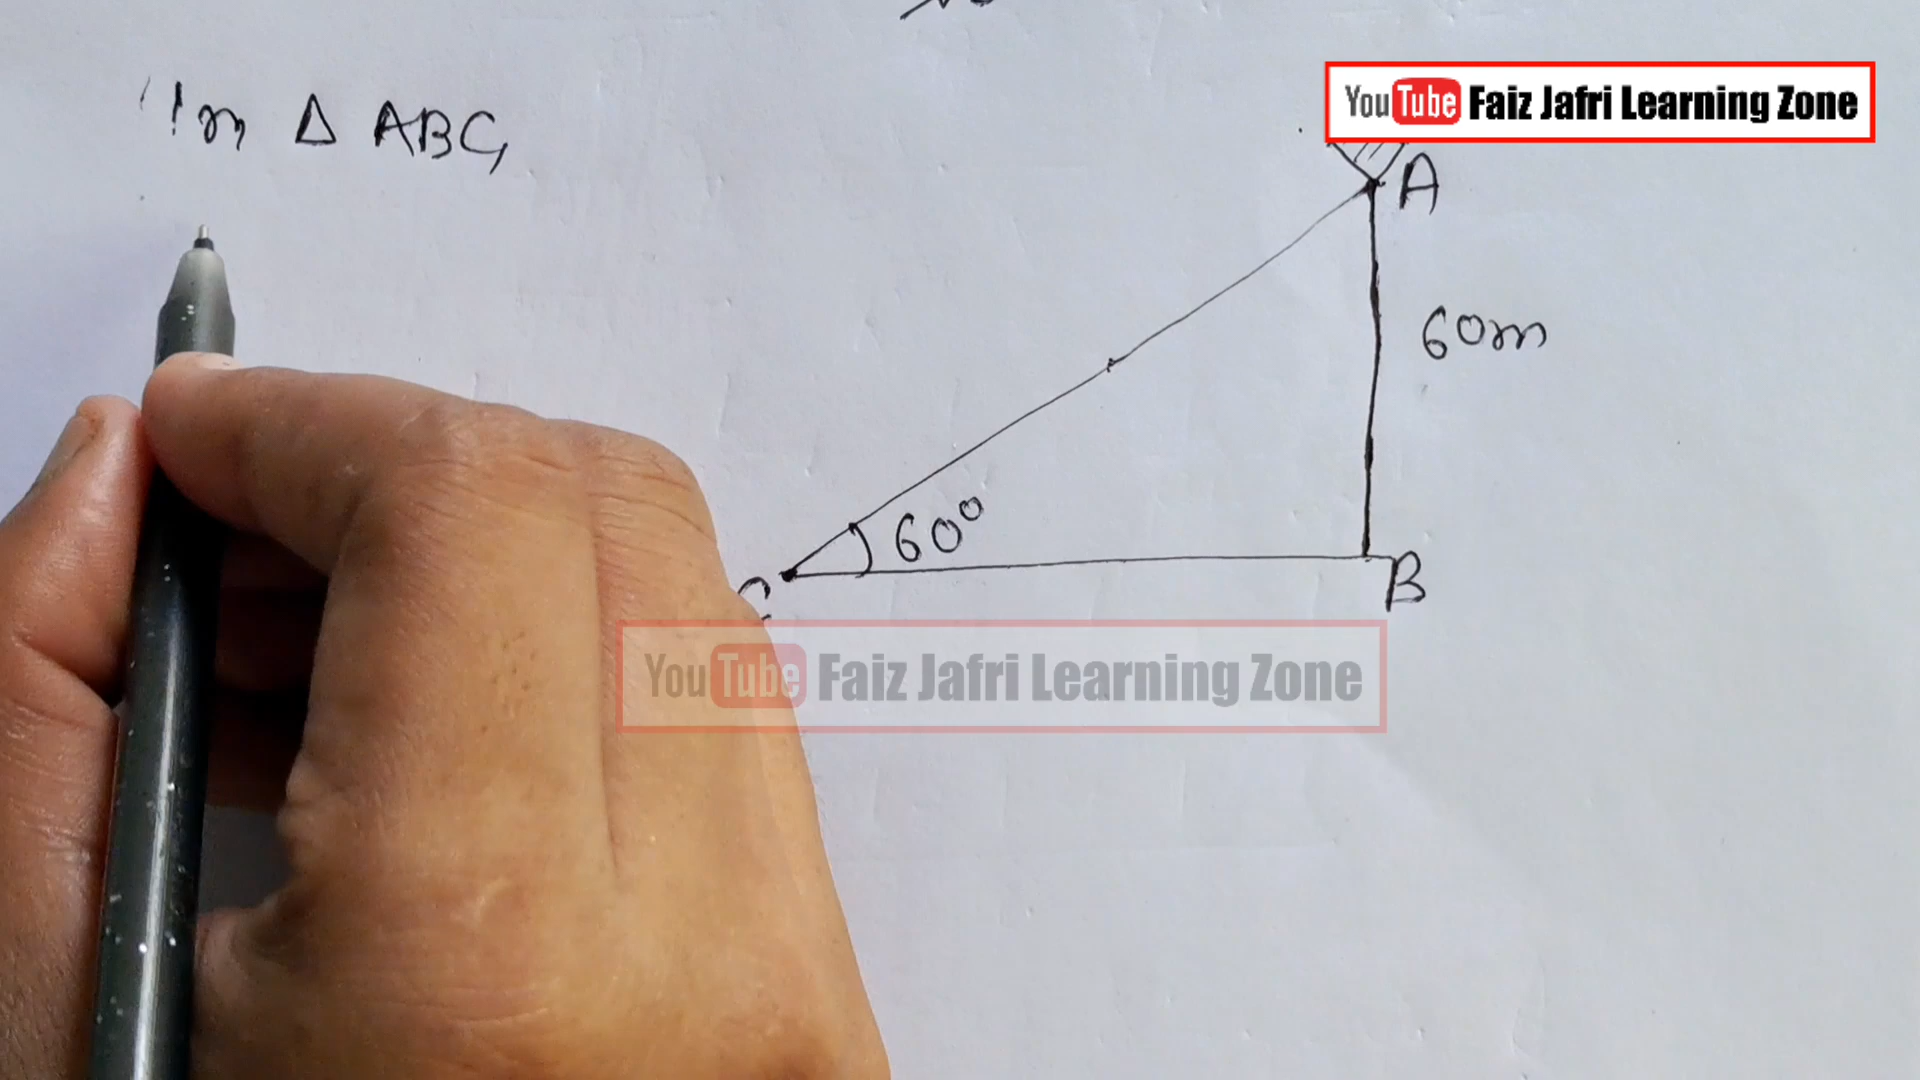 In Δ ABC,
YouTube Faiz Jafri Learning Zone
A
60m
60°
C
B
YouTube Faiz Jafri Learning Zone